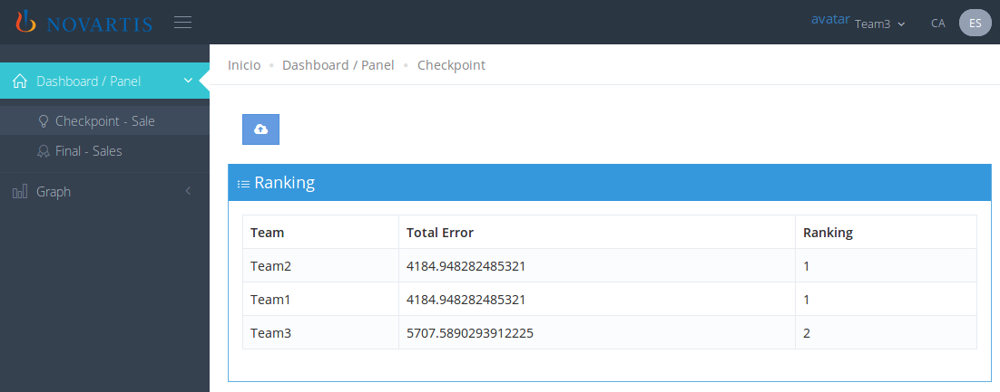 NOVARTIS
avatar Team3 CA ES
Dashboard / Panel
Checkpoint - Sale
Final - Sales
Graph
Inicio Dashboard / Panel Checkpoint
Ranking
Team Total Error Ranking
Team2 4184.948282485321 1
Team1 4184.948282485321 1
Team3 5707.5890293912225 2